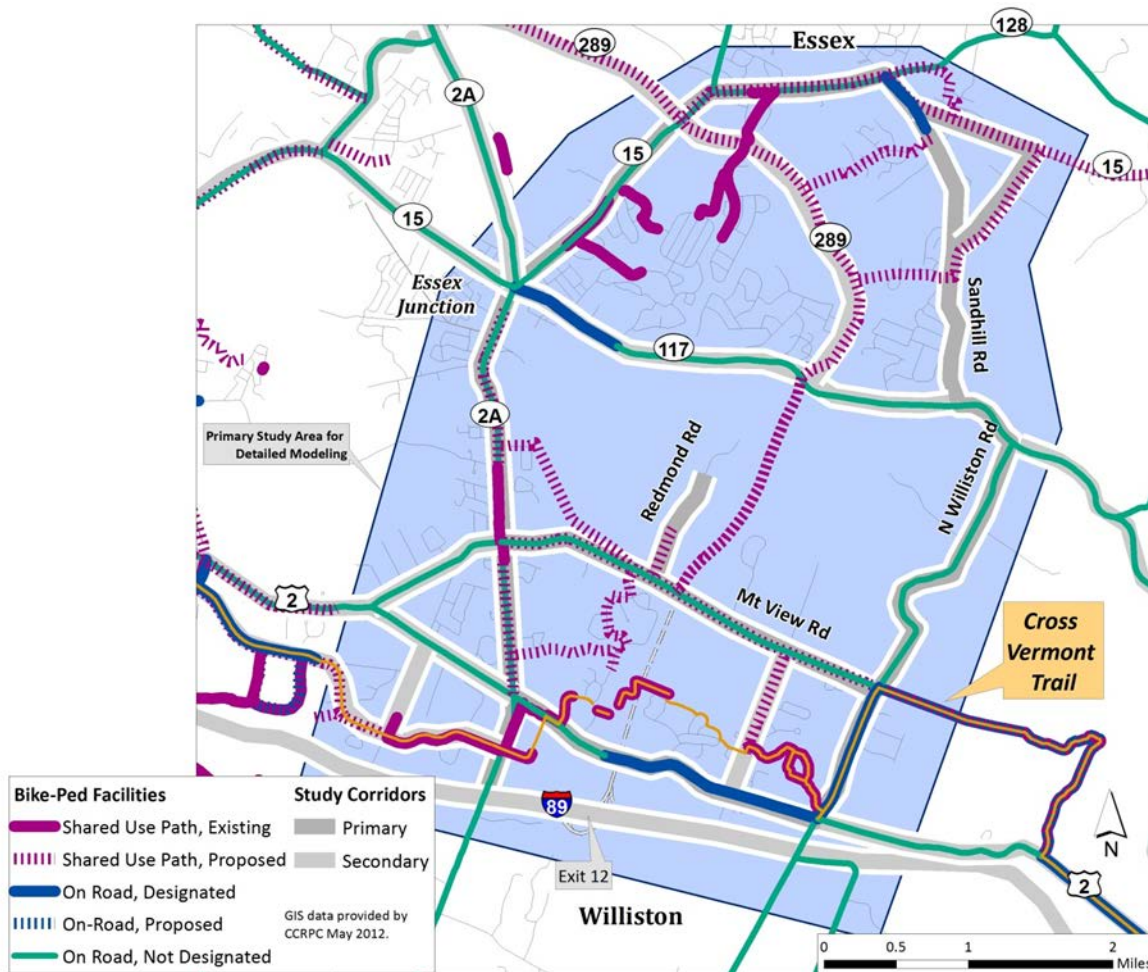 128
289
Essex
2A
15
15
15
289
Essex
Junction
Sandhill Rd
117
2A
Primary Study Area for
Detailed Modeling
Redmond Rd
N Williston Rd
2
Mt View Rd
Cross
Vermont
Trail
Bike-Ped Facilities
Shared Use Path, Existing
Shared Use Path, Proposed
On Road, Designated
On-Road, Proposed
On Road, Not Designated
Study Corridors
Primary
Secondary
GIS data provided by
CCRPC May 2012.
89
Exit 12
Williston
N
2
0 0.5 1 2
Miles